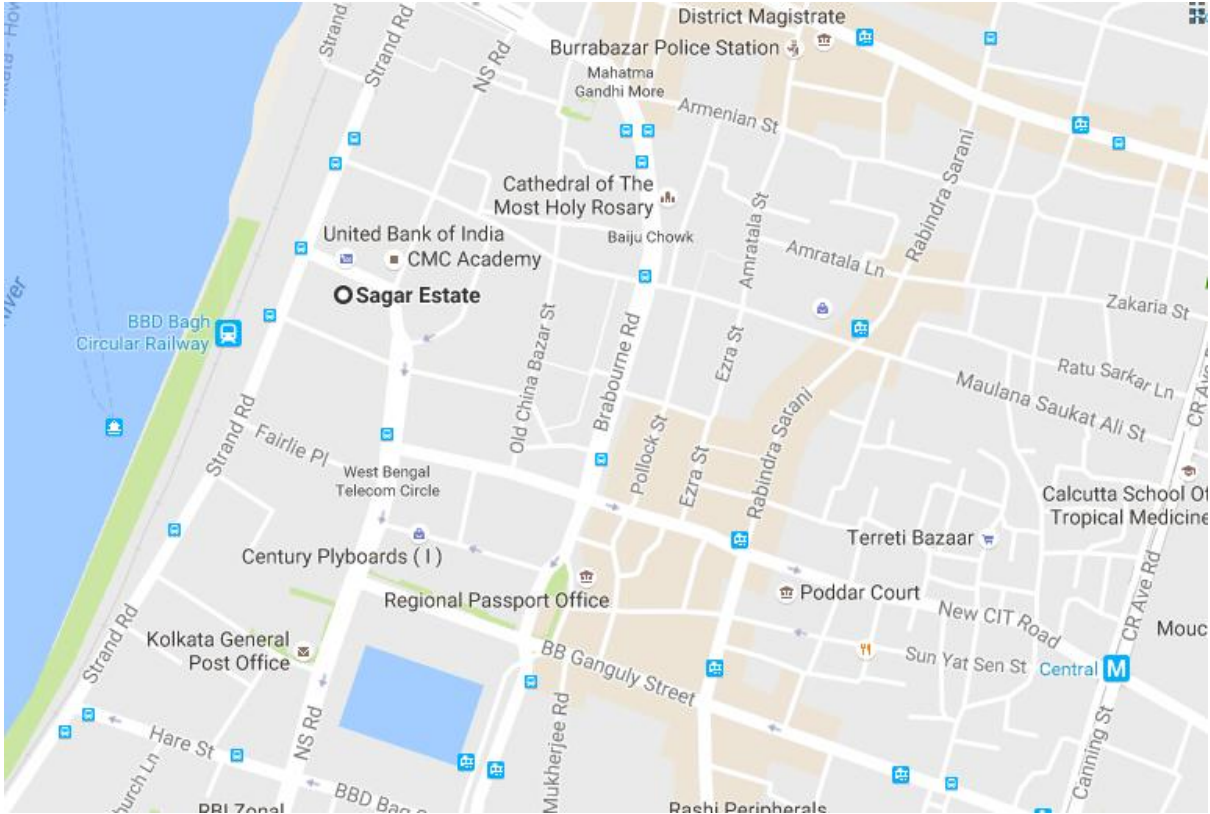 District Magistrate
Burrabazar Police Station
Mahatma
Gandhi More
Strand
Strand Rd
NS Rd
Armenian St
Cathedral of The
Most Holy Rosary
Baiju Chowk
Amratala St
Rabindra Sarani
Amratala Ln
Zakaria St
United Bank of India
CMC Academy
Sagar Estate
BBD Bagh
Circular Railway
Old China Bazar St
Brabourne Rd
Ezra St
Ratu Sarkar Ln
Maulana Saukat Ali St
CR Ave
Strand Rd
Fairlie Pl
West Bengal
Telecom Circle
Pollock St
Ezra St
Rabindra Sarani
Calcutta School Of
Tropical Medicine
Terreti Bazaar
Century Plyboards ( I )
Regional Passport Office
Poddar Court
New CIT Road
CR Ave Rd
Mouc
Strand Rd
Kolkata General
Post Office
BB Ganguly Street
Sun Yat Sen St
Central
M
Hare St
NS Rd
Mukherjee Rd
Canning St
hurch Ln
RBI Zonal
BBD Bag
Rashi Peripherals